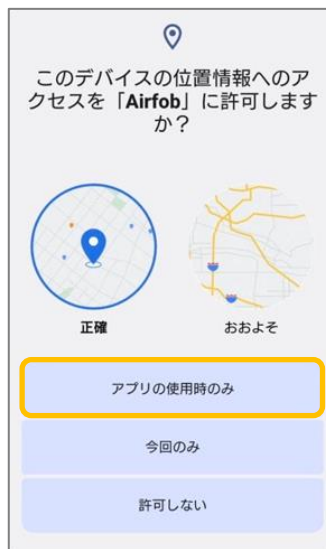 このデバイスの位置情報へのア
クセスを「Airfob」に許可します
か？
正確
おおよそ
アプリの使用時のみ
今回のみ
許可しない